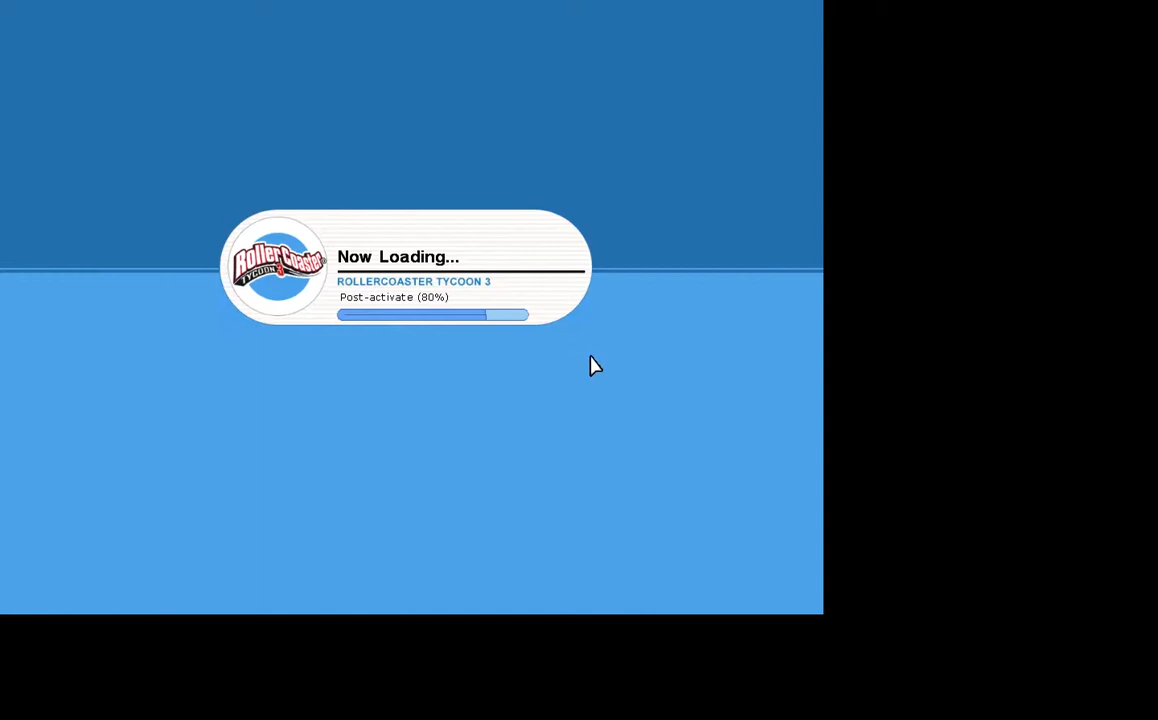 RollerCoaster®
TYCOON 3
Now Loading...
ROLLERCOASTER TYCOON 3
Post-activate (80%)